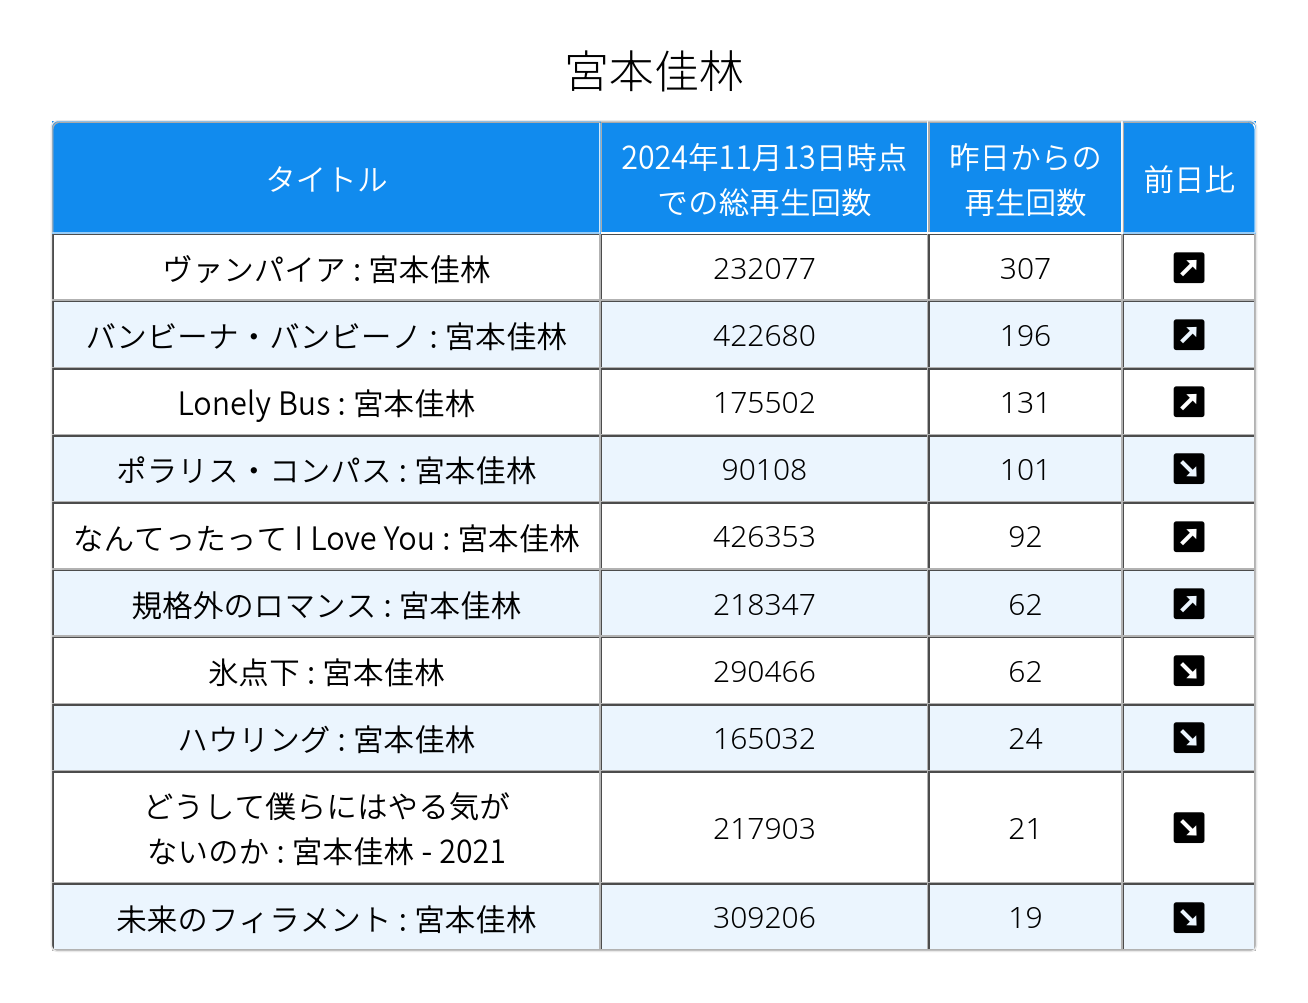 宮本佳林
タイトル
2024年11月13日時点
での総再生回数
昨日からの
再生回数
前日比
ヴァンパイア : 宮本佳林 232077 307
バンビーナ・バンビーノ : 宮本佳林 422680 196
Lonely Bus : 宮本佳林 175502 131
ポラリス・コンパス : 宮本佳林 90108 101
なんてったって I Love You : 宮本佳林 426353 92
規格外のロマンス : 宮本佳林 218347 62
氷点下 : 宮本佳林 290466 62
ハウリング : 宮本佳林 165032 24
どうして僕らにはやる気が
ないのか : 宮本佳林 - 2021
217903 21
未来のフィラメント : 宮本佳林 309206 19